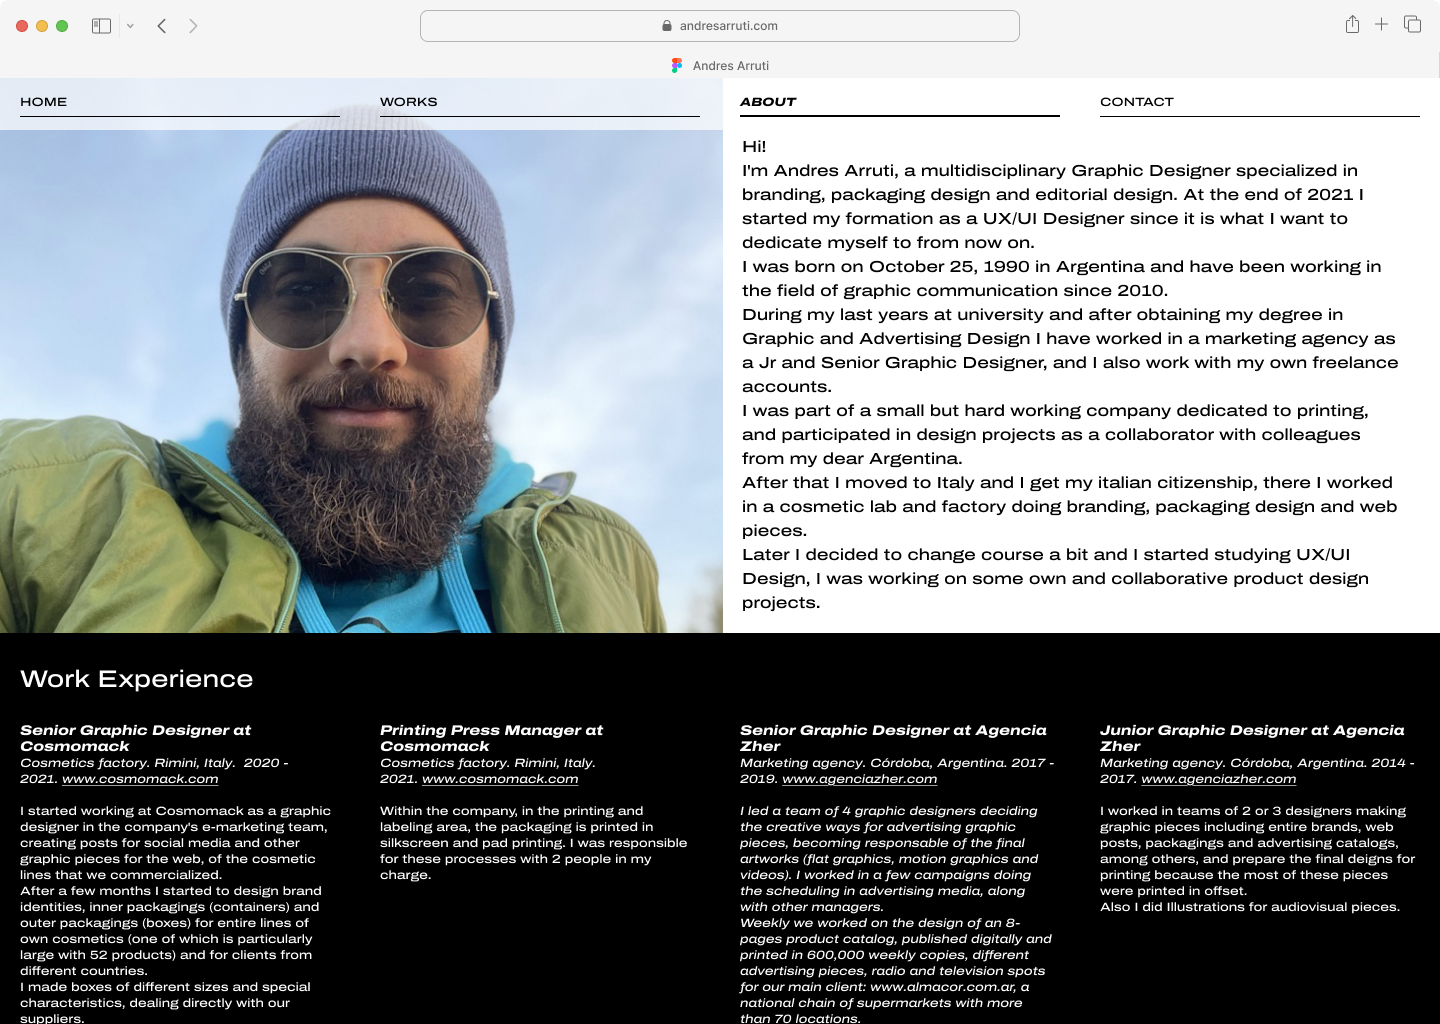 andresarruti.com
Andres Arruti
HOME
WORKS
ABOUT
CONTACT
Hi!
I'm Andres Arruti, a multidisciplinary Graphic Designer specialized in
branding, packaging design and editorial design. At the end of 2021 I
started my formation as a UX/UI Designer since it is what I want to
dedicate myself to from now on.
I was born on October 25, 1990 in Argentina and have been working in
the field of graphic communication since 2010.
During my last years at university and after obtaining my degree in
Graphic and Advertising Design I have worked in a marketing agency as
a Jr and Senior Graphic Designer, and I also work with my own freelance
accounts.
I was part of a small but hard working company dedicated to printing,
and participated in design projects as a collaborator with colleagues
from my dear Argentina.
After that I moved to Italy and I get my italian citizenship, there I worked
in a cosmetic lab and factory doing branding, packaging design and web
pieces.
Later I decided to change course a bit and I started studying UX/UI
Design, I was working on some own and collaborative product design
projects.
Work Experience
Senior Graphic Designer at
Cosmomack
Cosmetics factory. Rimini, Italy.  2020 -
2021. www.cosmomack.com
I started working at Cosmomack as a graphic
designer in the company's e-marketing team,
creating posts for social media and other
graphic pieces for the web, of the cosmetic
lines that we commercialized.
After a few months I started to design brand
identities, inner packagings (containers) and
outer packagings (boxes) for entire lines of
own cosmetics (one of which is particularly
large with 52 products) and for clients from
different countries.
I made boxes of different sizes and special
characteristics, dealing directly with our
suppliers.
Printing Press Manager at
Cosmomack
Cosmetics factory. Rimini, Italy.
2021. www.cosmomack.com
Within the company, in the printing and
labeling area, the packaging is printed in
silkscreen and pad printing. I was responsible
for these processes with 2 people in my
charge.
Senior Graphic Designer at Agencia
Zher
Marketing agency. Córdoba, Argentina. 2017 -
2019. www.agenciazher.com
I led a team of 4 graphic designers deciding
the creative ways for advertising graphic
pieces, becoming responsable of the final
artworks (flat graphics, motion graphics and
videos). I worked in a few campaigns doing
the scheduling in advertising media, along
with other managers.
Weekly we worked on the design of an 8-
pages product catalog, published digitally and
printed in 600,000 weekly copies, different
advertising pieces, radio and television spots
for our main client: www.almacor.com.ar, a
national chain of supermarkets with more
than 70 locations.
Junior Graphic Designer at Agencia
Zher
Marketing agency. Córdoba, Argentina. 2014 -
2017. www.agenciazher.com
I worked in teams of 2 or 3 designers making
graphic pieces including entire brands, web
posts, packagings and advertising catalogs,
among others, and prepare the final deigns for
printing because the most of these pieces
were printed in offset.
Also I did Illustrations for audiovisual pieces.